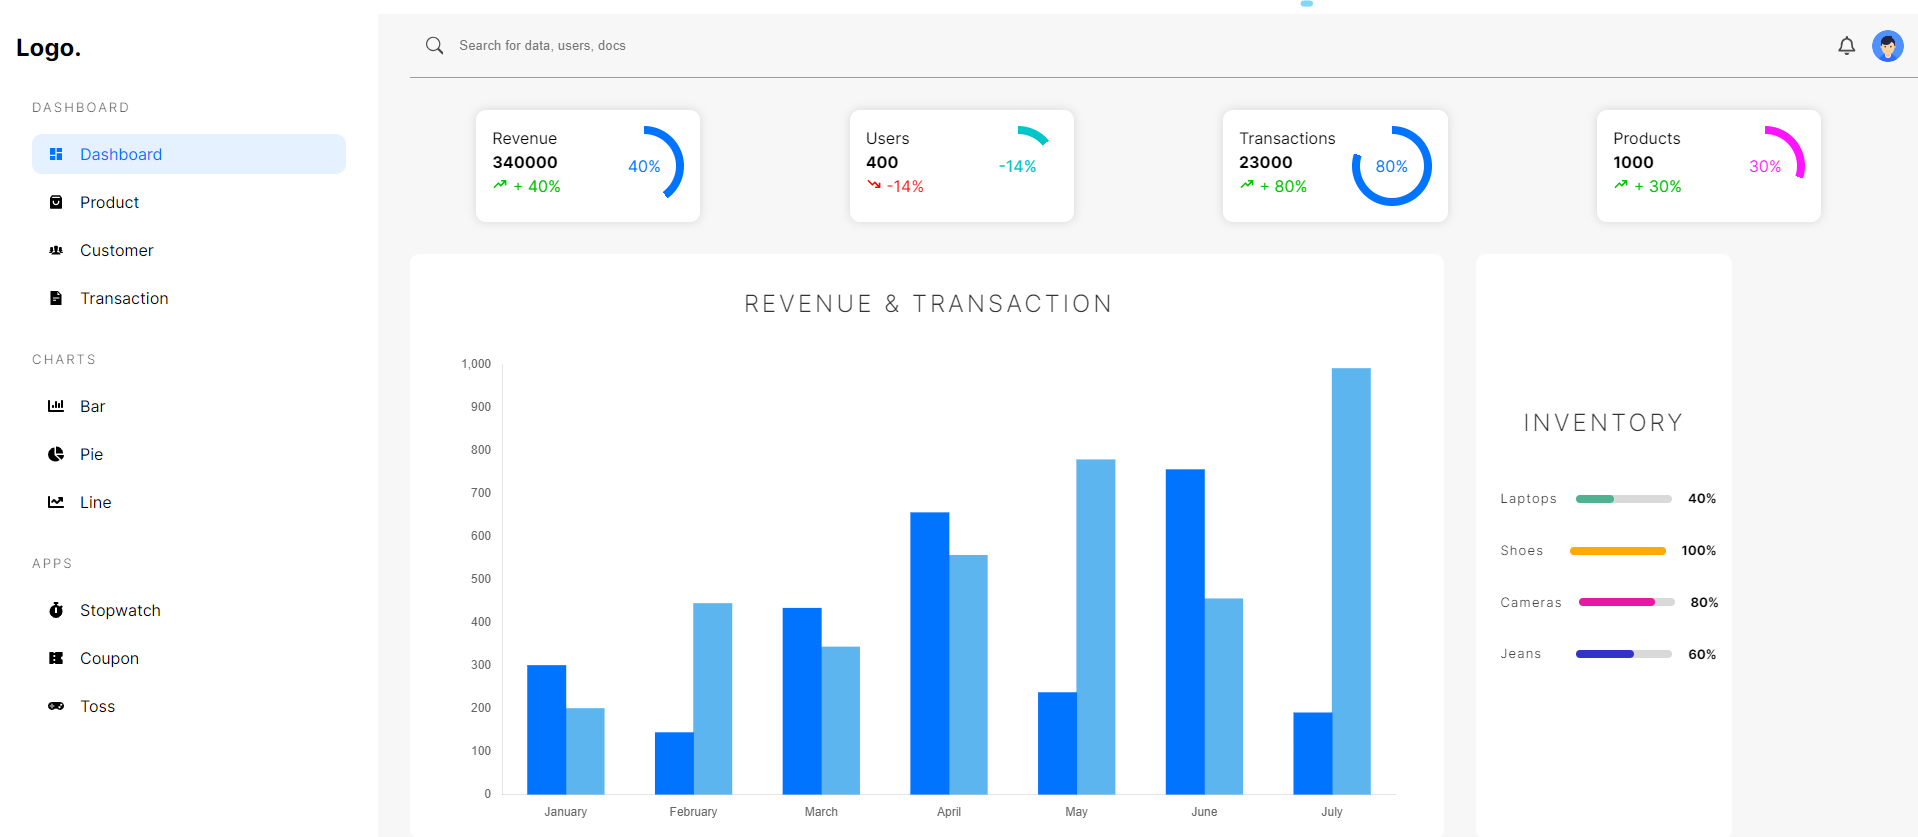 Logo.
DASHBOARD
Dashboard
Product
Customer
Transaction
CHARTS
Bar
Pie
Line
APPS
Stopwatch
Coupon
Toss
Search for data, users, docs
Revenue
340000
+ 40%
40%
Users
400
-14%
-14%
Transactions
23000
+ 80%
80%
Products
1000
+ 30%
30%
REVENUE & TRANSACTION
1,000
900
800
700
600
500
400
300
200
100
0
January February March April May June July
INVENTORY
Laptops 40%
Shoes 100%
Cameras 80%
Jeans 60%